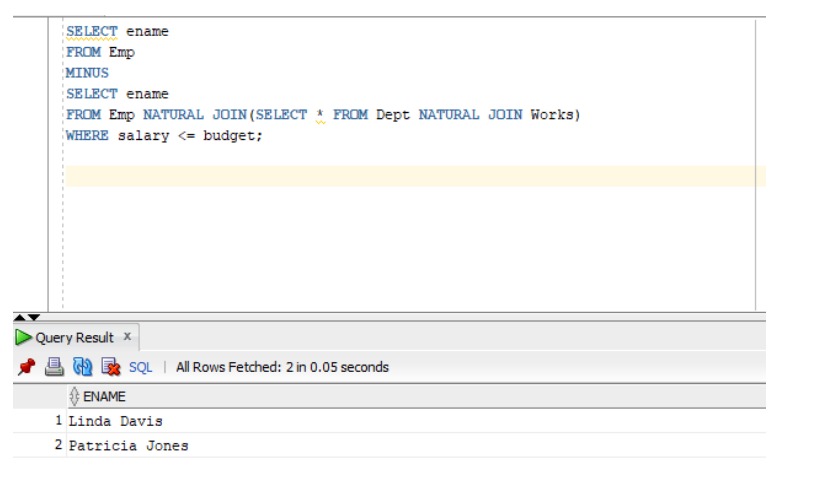 SELECT ename
FROM Emp
MINUS
SELECT ename
FROM Emp NATURAL JOIN(SELECT * FROM Dept NATURAL JOIN Works)
WHERE salary <= budget;
Query Result x
SQL | All Rows Fetched: 2 in 0.05 seconds
ENAME
1 Linda Davis
2 Patricia Jones